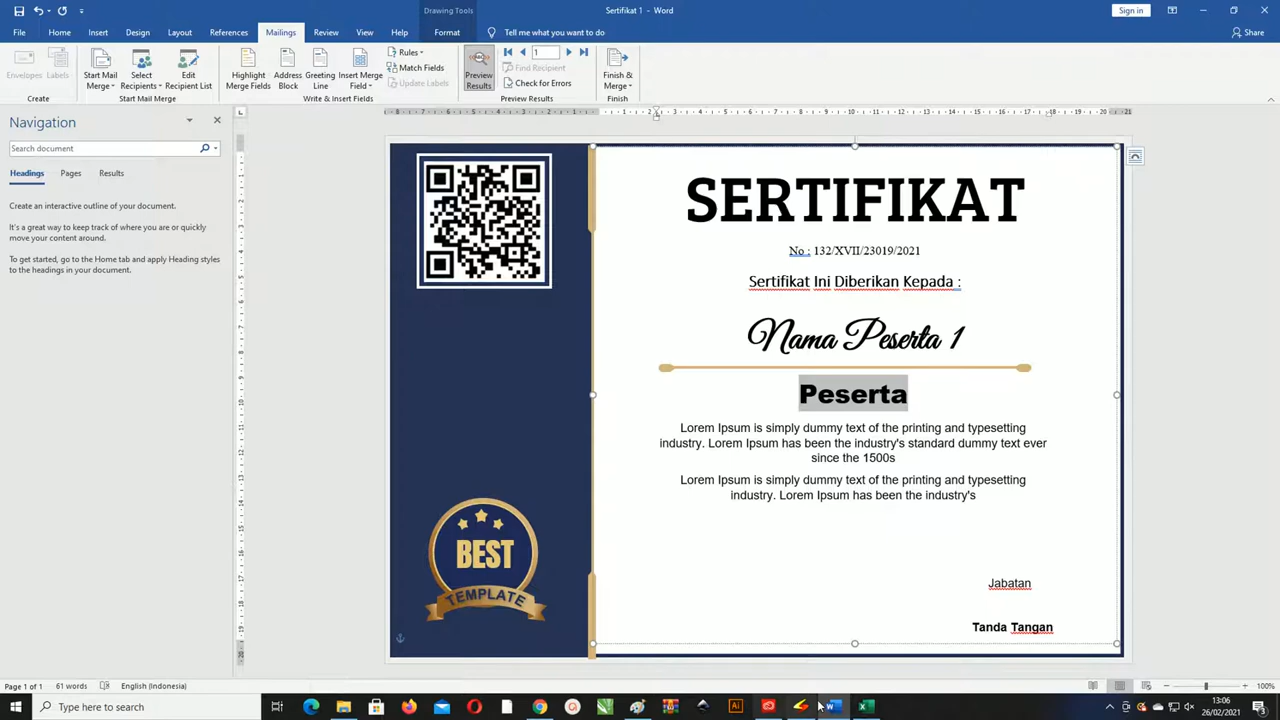 Sertifikat 1 - Word
Drawing Tools
Sign in
File
Home
Insert
Design
Layout
References
Mailings
Review
View
Help
Format
Tell me what you want to do
Share
Envelopes
Labels
Create
Start Mail Merge
Select Recipients
Edit Recipient List
Start Mail Merge
Highlight Merge Fields
Address Block
Greeting Line
Insert Merge Field
Rules
Match Fields
Update Labels
Write & Insert Fields
Preview Results
1
Find Recipient
Check for Errors
Preview Results
Finish & Merge
Finish
Navigation
Search document
Headings
Pages
Results
Create an interactive outline of your document.
It's a great way to keep track of where you are or quickly
move your content around.
To get started, go to the Home tab and apply Heading styles
to the headings in your document.
SERTIFIKAT
No : 132/XVII/23019/2021
Sertifikat Ini Diberikan Kepada :
Nama Peserta 1
Peserta
Lorem Ipsum is simply dummy text of the printing and typesetting
industry. Lorem Ipsum has been the industry's standard dummy text ever
since the 1500s
Lorem Ipsum is simply dummy text of the printing and typesetting
industry. Lorem Ipsum has been the industry's
Jabatan
Tanda Tangan
BEST
TEMPLATE
Page 1 of 1
61 words
English (Indonesia)
100%
Type here to search
13:06
26/02/2021